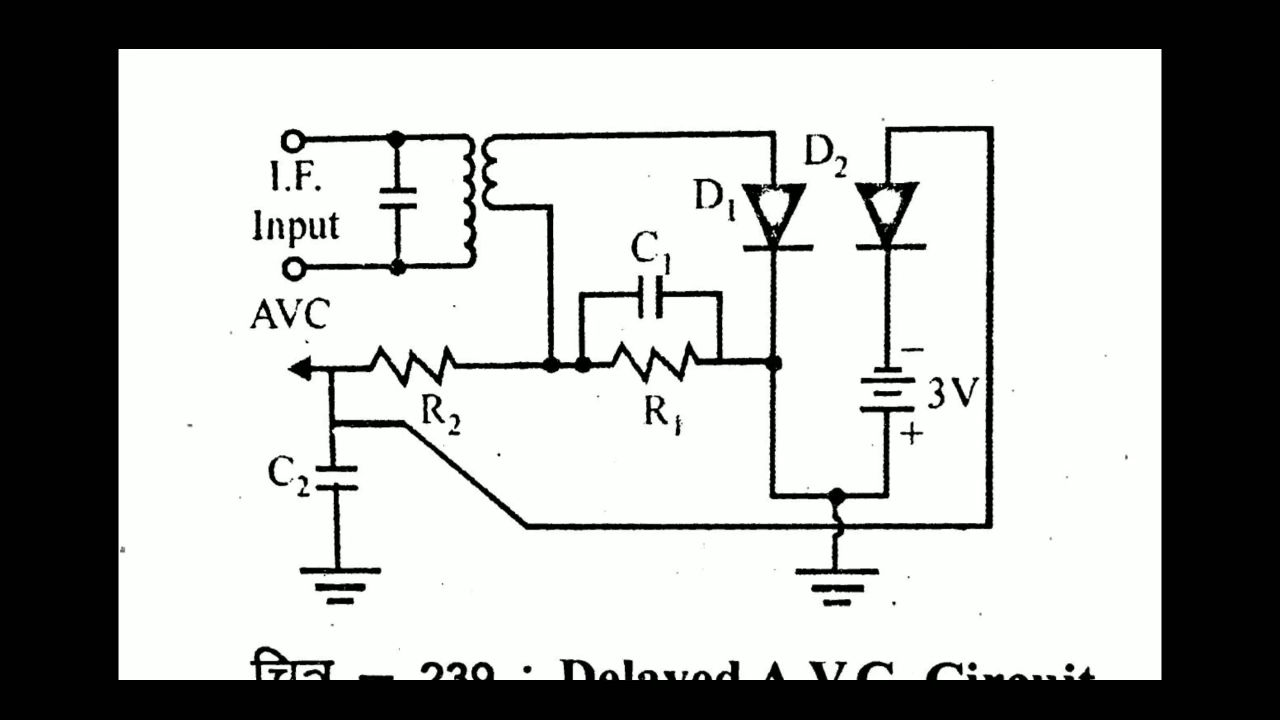 I.F.
Input
AVC
D1
D2
C1
R2
R1
C2
−
3V
+
चित्र – 239 : Delayed A.V.C. Circuit